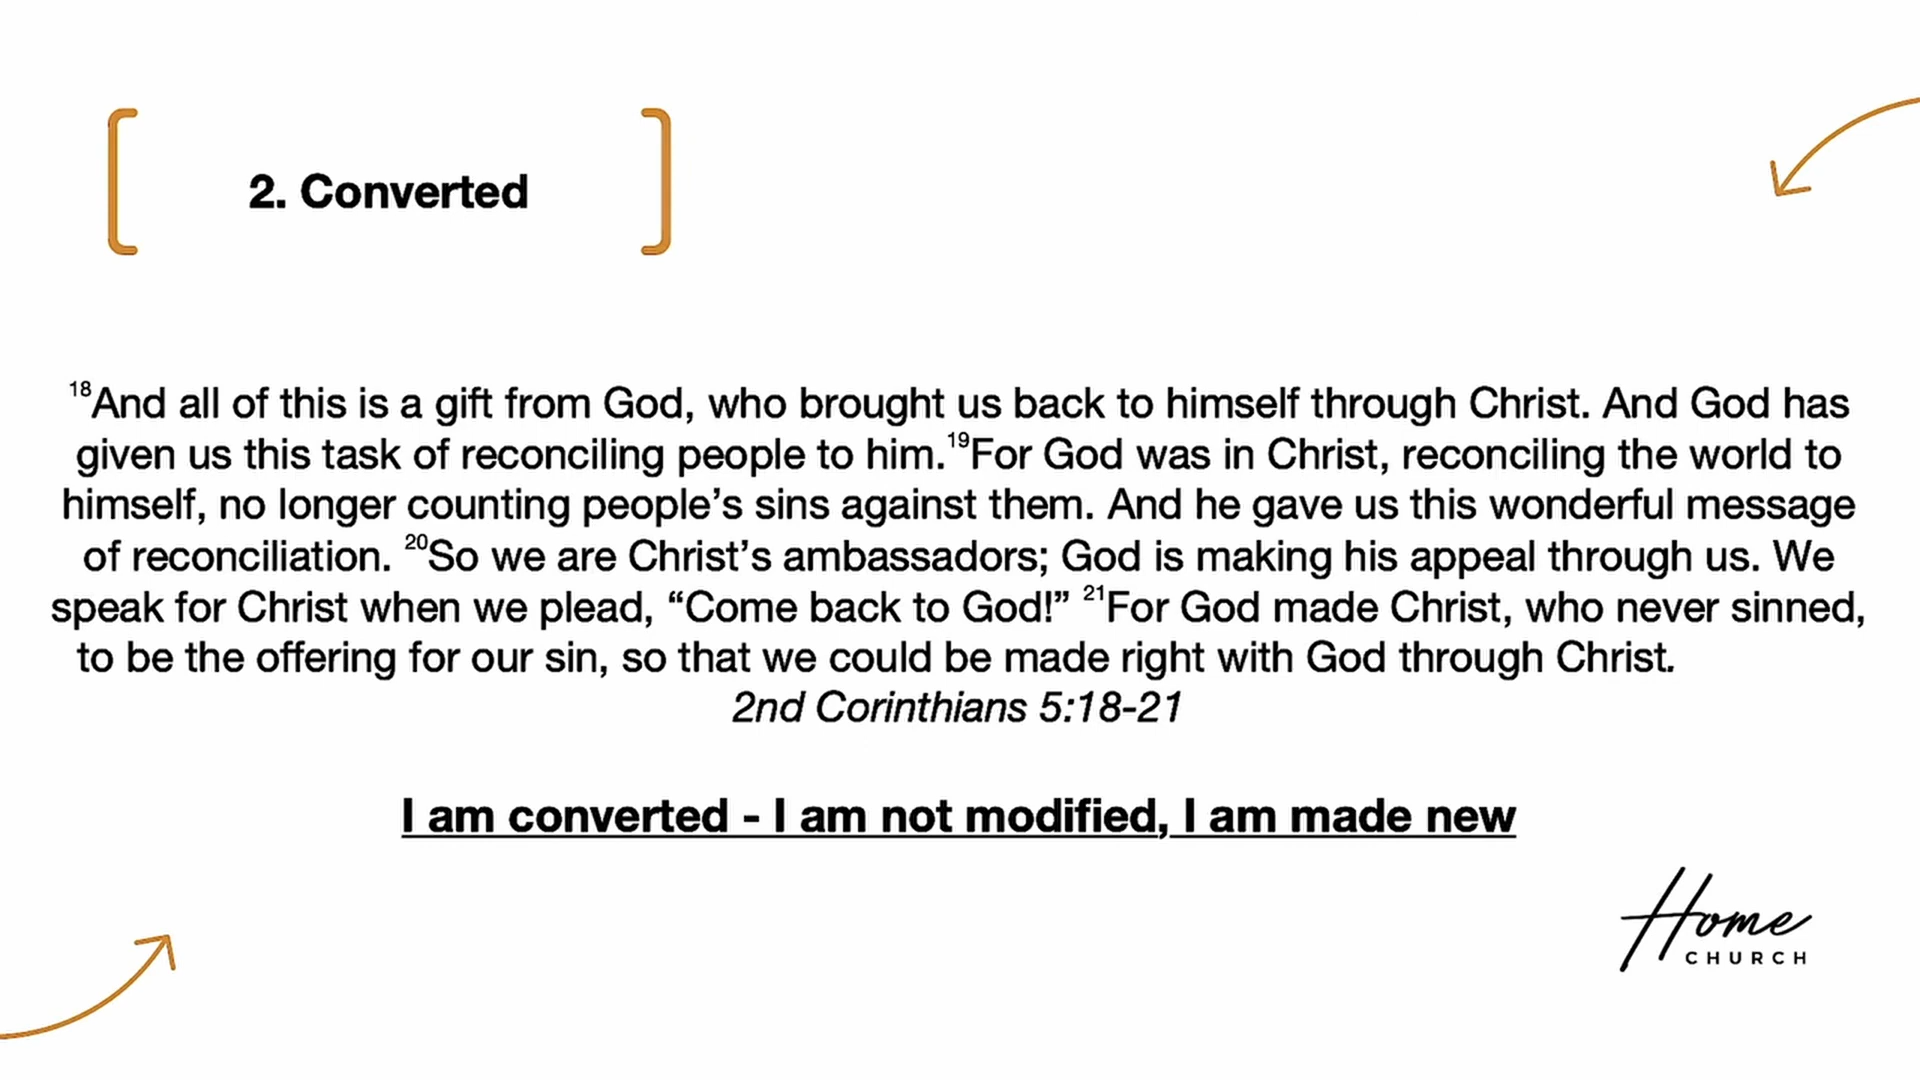 2. Converted
¹⁸And all of this is a gift from God, who brought us back to himself through Christ. And God has
given us this task of reconciling people to him.¹⁹For God was in Christ, reconciling the world to
himself, no longer counting people’s sins against them. And he gave us this wonderful message
of reconciliation. ²⁰So we are Christ’s ambassadors; God is making his appeal through us. We
speak for Christ when we plead, “Come back to God!” ²¹For God made Christ, who never sinned,
to be the offering for our sin, so that we could be made right with God through Christ.
2nd Corinthians 5:18-21
I am converted - I am not modified, I am made new
Home
CHURCH